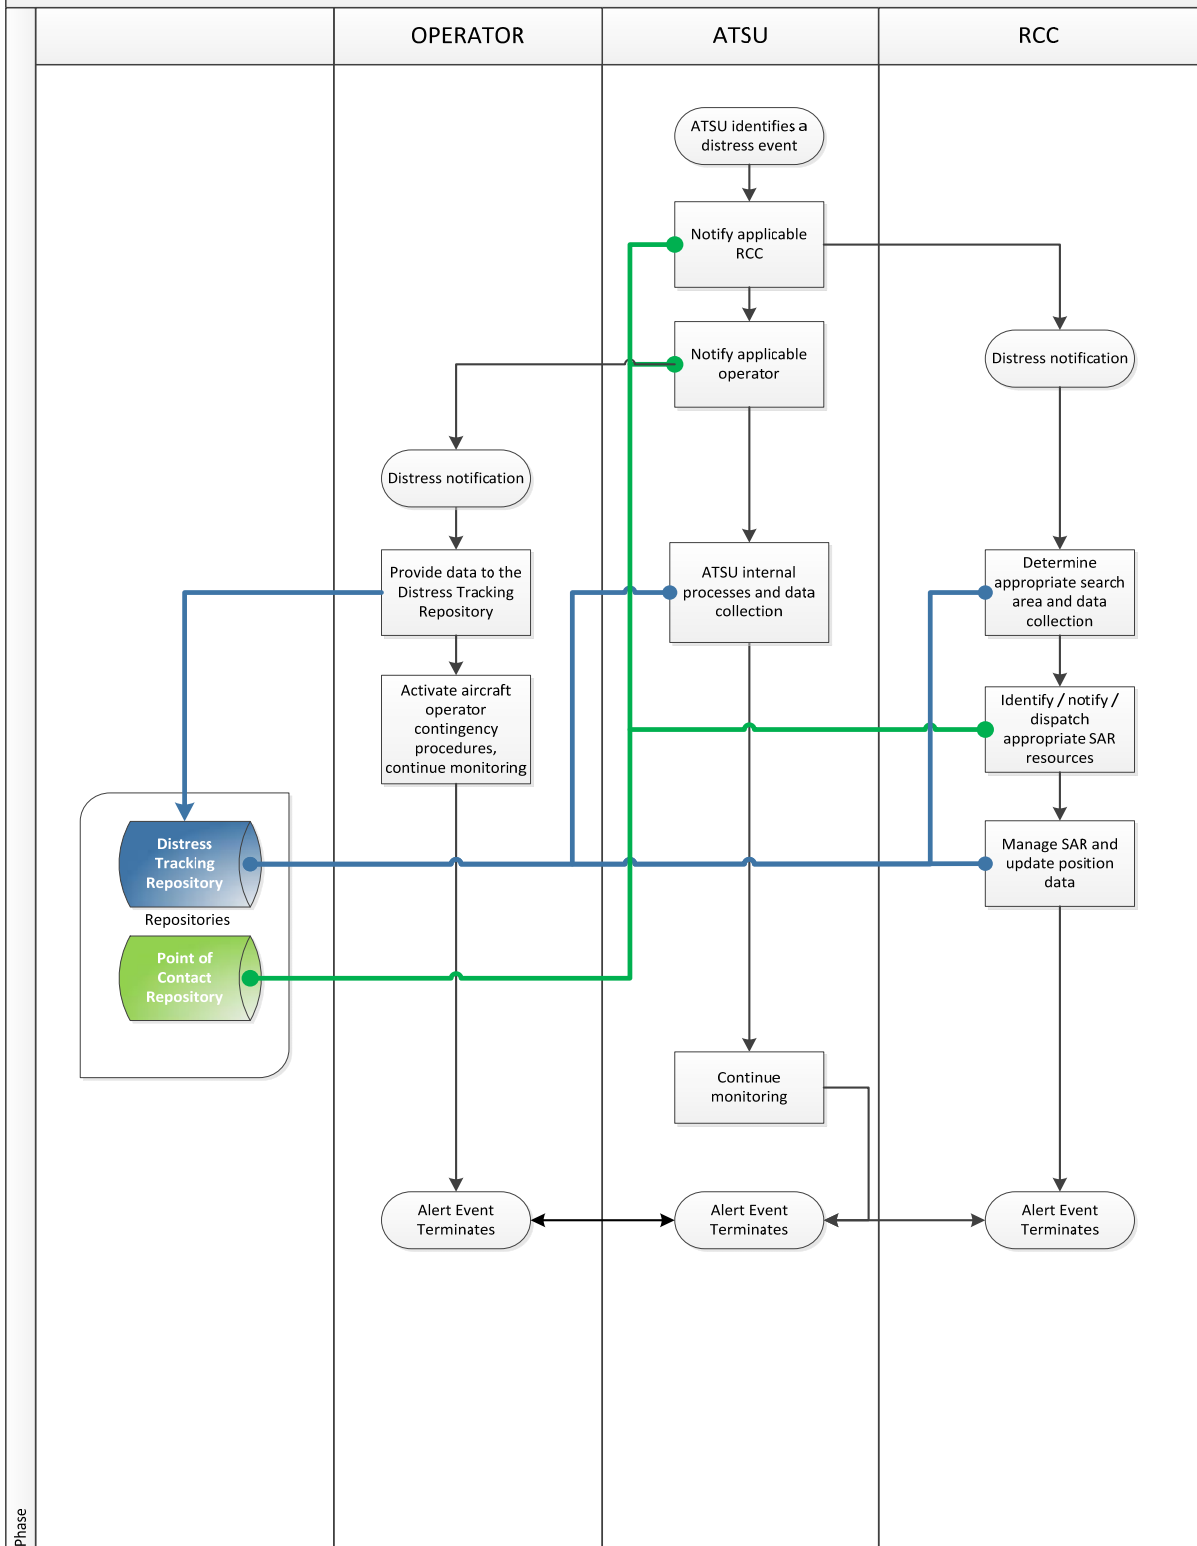 OPERATOR
ATSU
RCC
ATSU identifies a
distress event
Notify applicable
RCC
Notify applicable
operator
Distress notification
Distress notification
Provide data to the
Distress Tracking
Repository
ATSU internal
processes and data
collection
Determine
appropriate search
area and data
collection
Activate aircraft
operator
contingency
procedures,
continue monitoring
Identify / notify /
dispatch
appropriate SAR
resources
Distress
Tracking
Repository
Manage SAR and
update position
data
Repositories
Point of
Contact
Repository
Continue
monitoring
Alert Event
Terminates
Alert Event
Terminates
Alert Event
Terminates
Phase